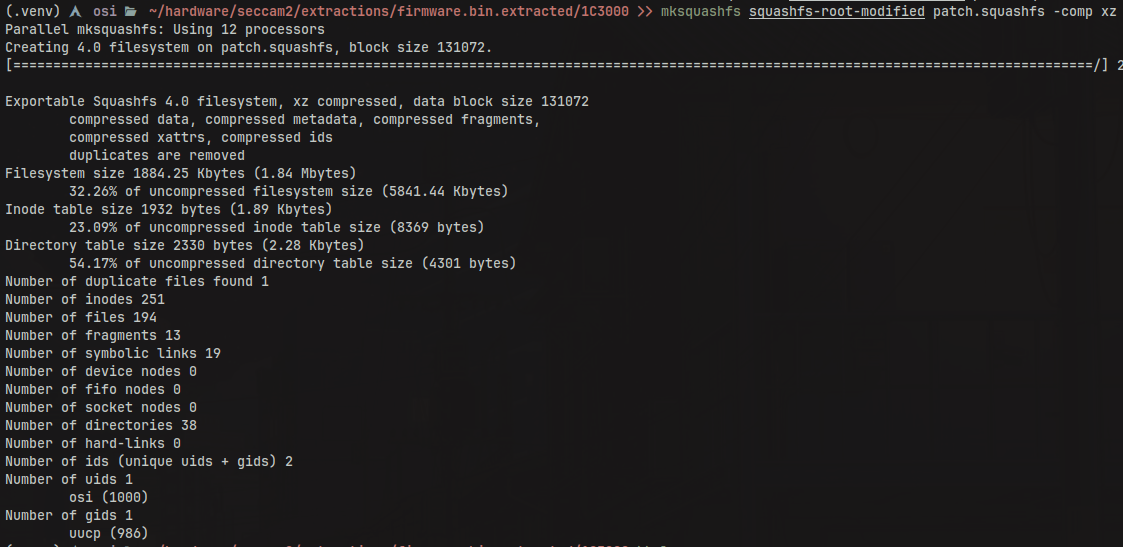 (.venv) osi ~/hardware/seccam2/extractions/firmware.bin.extracted/1C3000 >> mksquashfs squashfs-root-modified patch.squashfs -comp xz
Parallel mksquashfs: Using 12 processors
Creating 4.0 filesystem on patch.squashfs, block size 131072.
[=======================================================================================================================================/] 2
Exportable Squashfs 4.0 filesystem, xz compressed, data block size 131072
compressed data, compressed metadata, compressed fragments,
compressed xattrs, compressed ids
duplicates are removed
Filesystem size 1884.25 Kbytes (1.84 Mbytes)
32.26% of uncompressed filesystem size (5841.44 Kbytes)
Inode table size 1932 bytes (1.89 Kbytes)
23.09% of uncompressed inode table size (8369 bytes)
Directory table size 2330 bytes (2.28 Kbytes)
54.17% of uncompressed directory table size (4301 bytes)
Number of duplicate files found 1
Number of inodes 251
Number of files 194
Number of fragments 13
Number of symbolic links 19
Number of device nodes 0
Number of fifo nodes 0
Number of socket nodes 0
Number of directories 38
Number of hard-links 0
Number of ids (unique uids + gids) 2
Number of uids 1
osi (1000)
Number of gids 1
uucp (986)